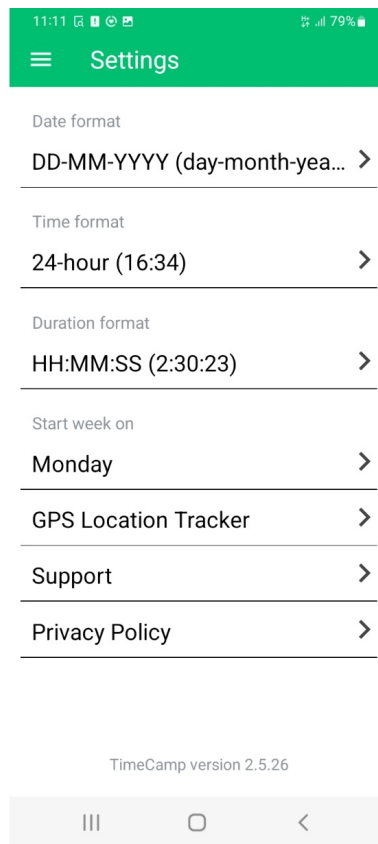 11:11 79%
Settings
Date format
DD-MM-YYYY (day-month-yea...
Time format
24-hour (16:34)
Duration format
HH:MM:SS (2:30:23)
Start week on
Monday
GPS Location Tracker
Support
Privacy Policy
TimeCamp version 2.5.26